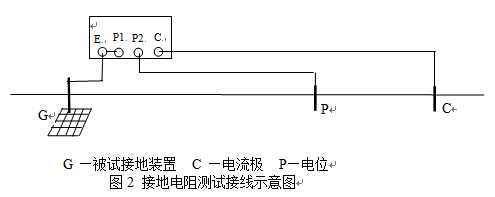 E. P1. P2. C.
G
P
C
G 一被试接地装置 C 一电流极 P一电位
图 2 接地电阻测试接线示意图